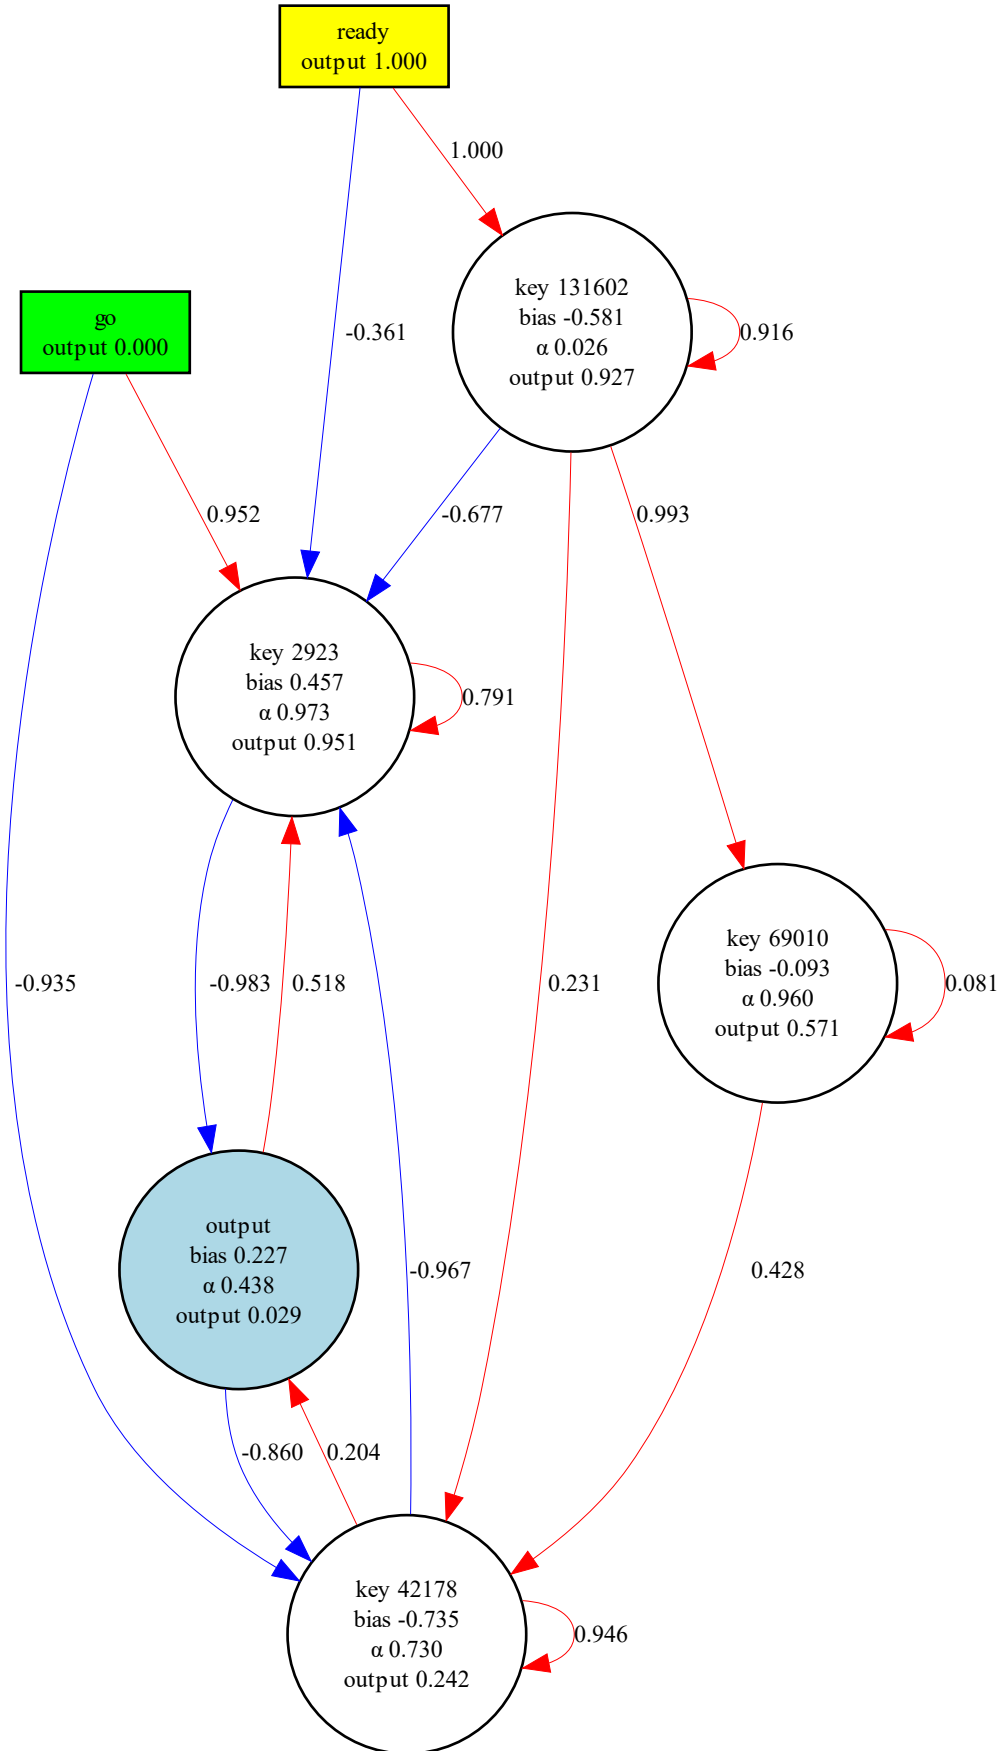 ready
output 1.000
1.000
go
output 0.000
-0.361
key 131602
bias -0.581
α 0.026
output 0.927
0.916
0.952
-0.677
0.993
key 2923
bias 0.457
α 0.973
output 0.951
0.791
-0.935
-0.983
0.518
0.231
key 69010
bias -0.093
α 0.960
output 0.571
0.081
output
bias 0.227
α 0.438
output 0.029
-0.967
0.428
-0.860
0.204
key 42178
bias -0.735
α 0.730
output 0.242
0.946